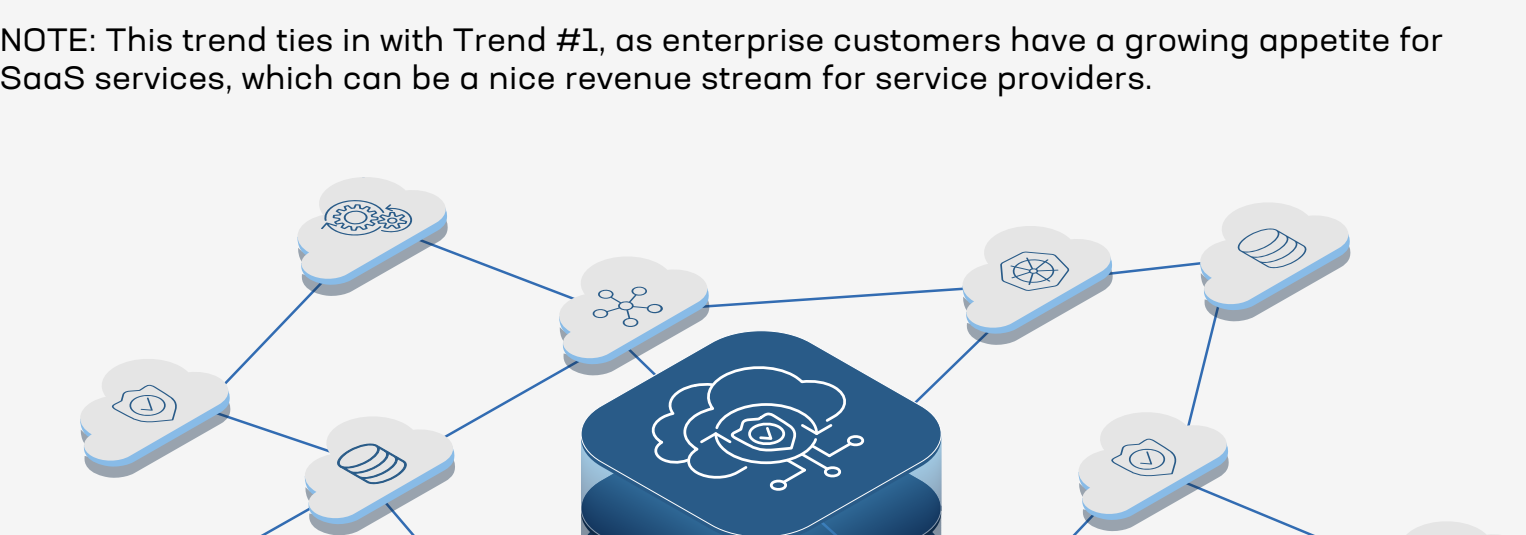 NOTE: This trend ties in with Trend #1, as enterprise customers have a growing appetite for
SaaS services, which can be a nice revenue stream for service providers.